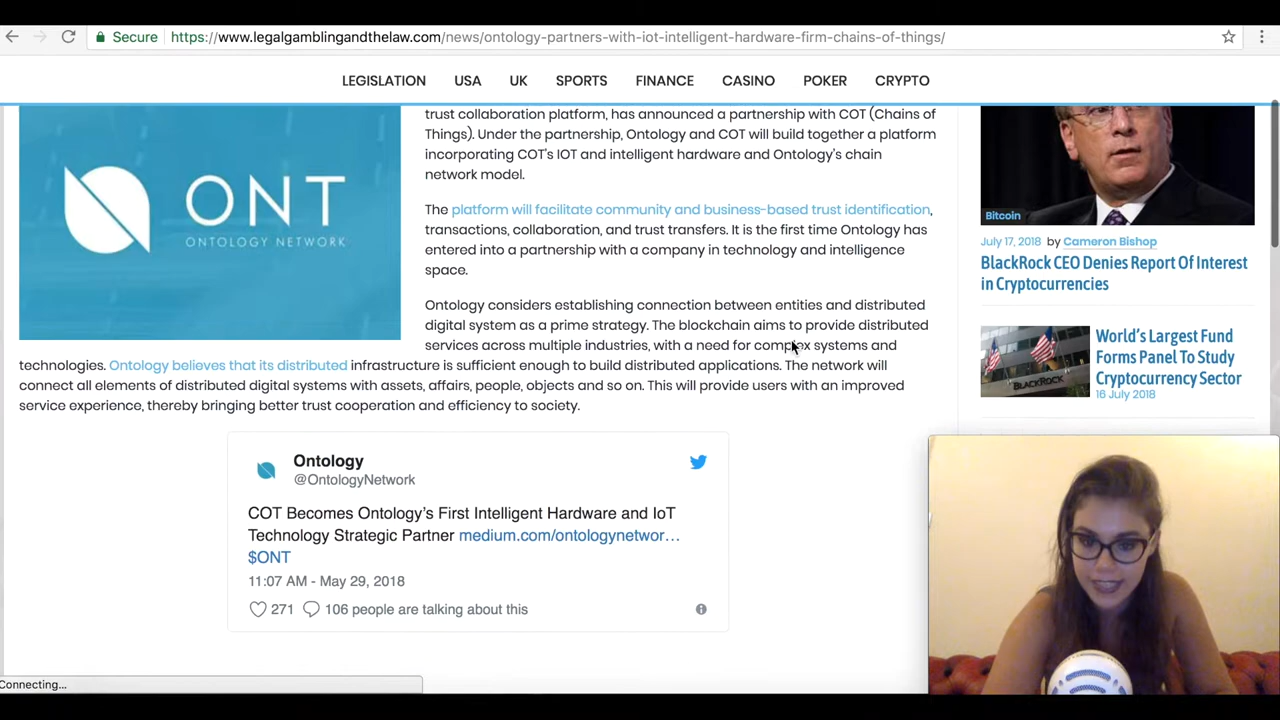 Secure https://www.legalgamblingandthelaw.com/news/ontology-partners-with-iot-intelligent-hardware-firm-chains-of-things/
LEGISLATION USA UK SPORTS FINANCE CASINO POKER CRYPTO
ONT
ONTOLOGY NETWORK
trust collaboration platform, has announced a partnership with COT (Chains of
Things). Under the partnership, Ontology and COT will build together a platform
incorporating COT's IOT and intelligent hardware and Ontology's chain
network model.
The platform will facilitate community and business-based trust identification,
transactions, collaboration, and trust transfers. It is the first time Ontology has
entered into a partnership with a company in technology and intelligence
space.
Ontology considers establishing connection between entities and distributed
digital system as a prime strategy. The blockchain aims to provide distributed
services across multiple industries, with a need for complex systems and
technologies. Ontology believes that its distributed infrastructure is sufficient enough to build distributed applications. The network will
connect all elements of distributed digital systems with assets, affairs, people, objects and so on. This will provide users with an improved
service experience, thereby bringing better trust cooperation and efficiency to society.
Ontology
@OntologyNetwork
COT Becomes Ontology's First Intelligent Hardware and IoT
Technology Strategic Partner medium.com/ontologynetwor…
$ONT
11:07 AM - May 29, 2018
271 106 people are talking about this
Bitcoin
July 17, 2018 by Cameron Bishop
BlackRock CEO Denies Report Of Interest
in Cryptocurrencies
BLACKROCK
World's Largest Fund
Forms Panel To Study
Cryptocurrency Sector
16 July 2018
Connecting...